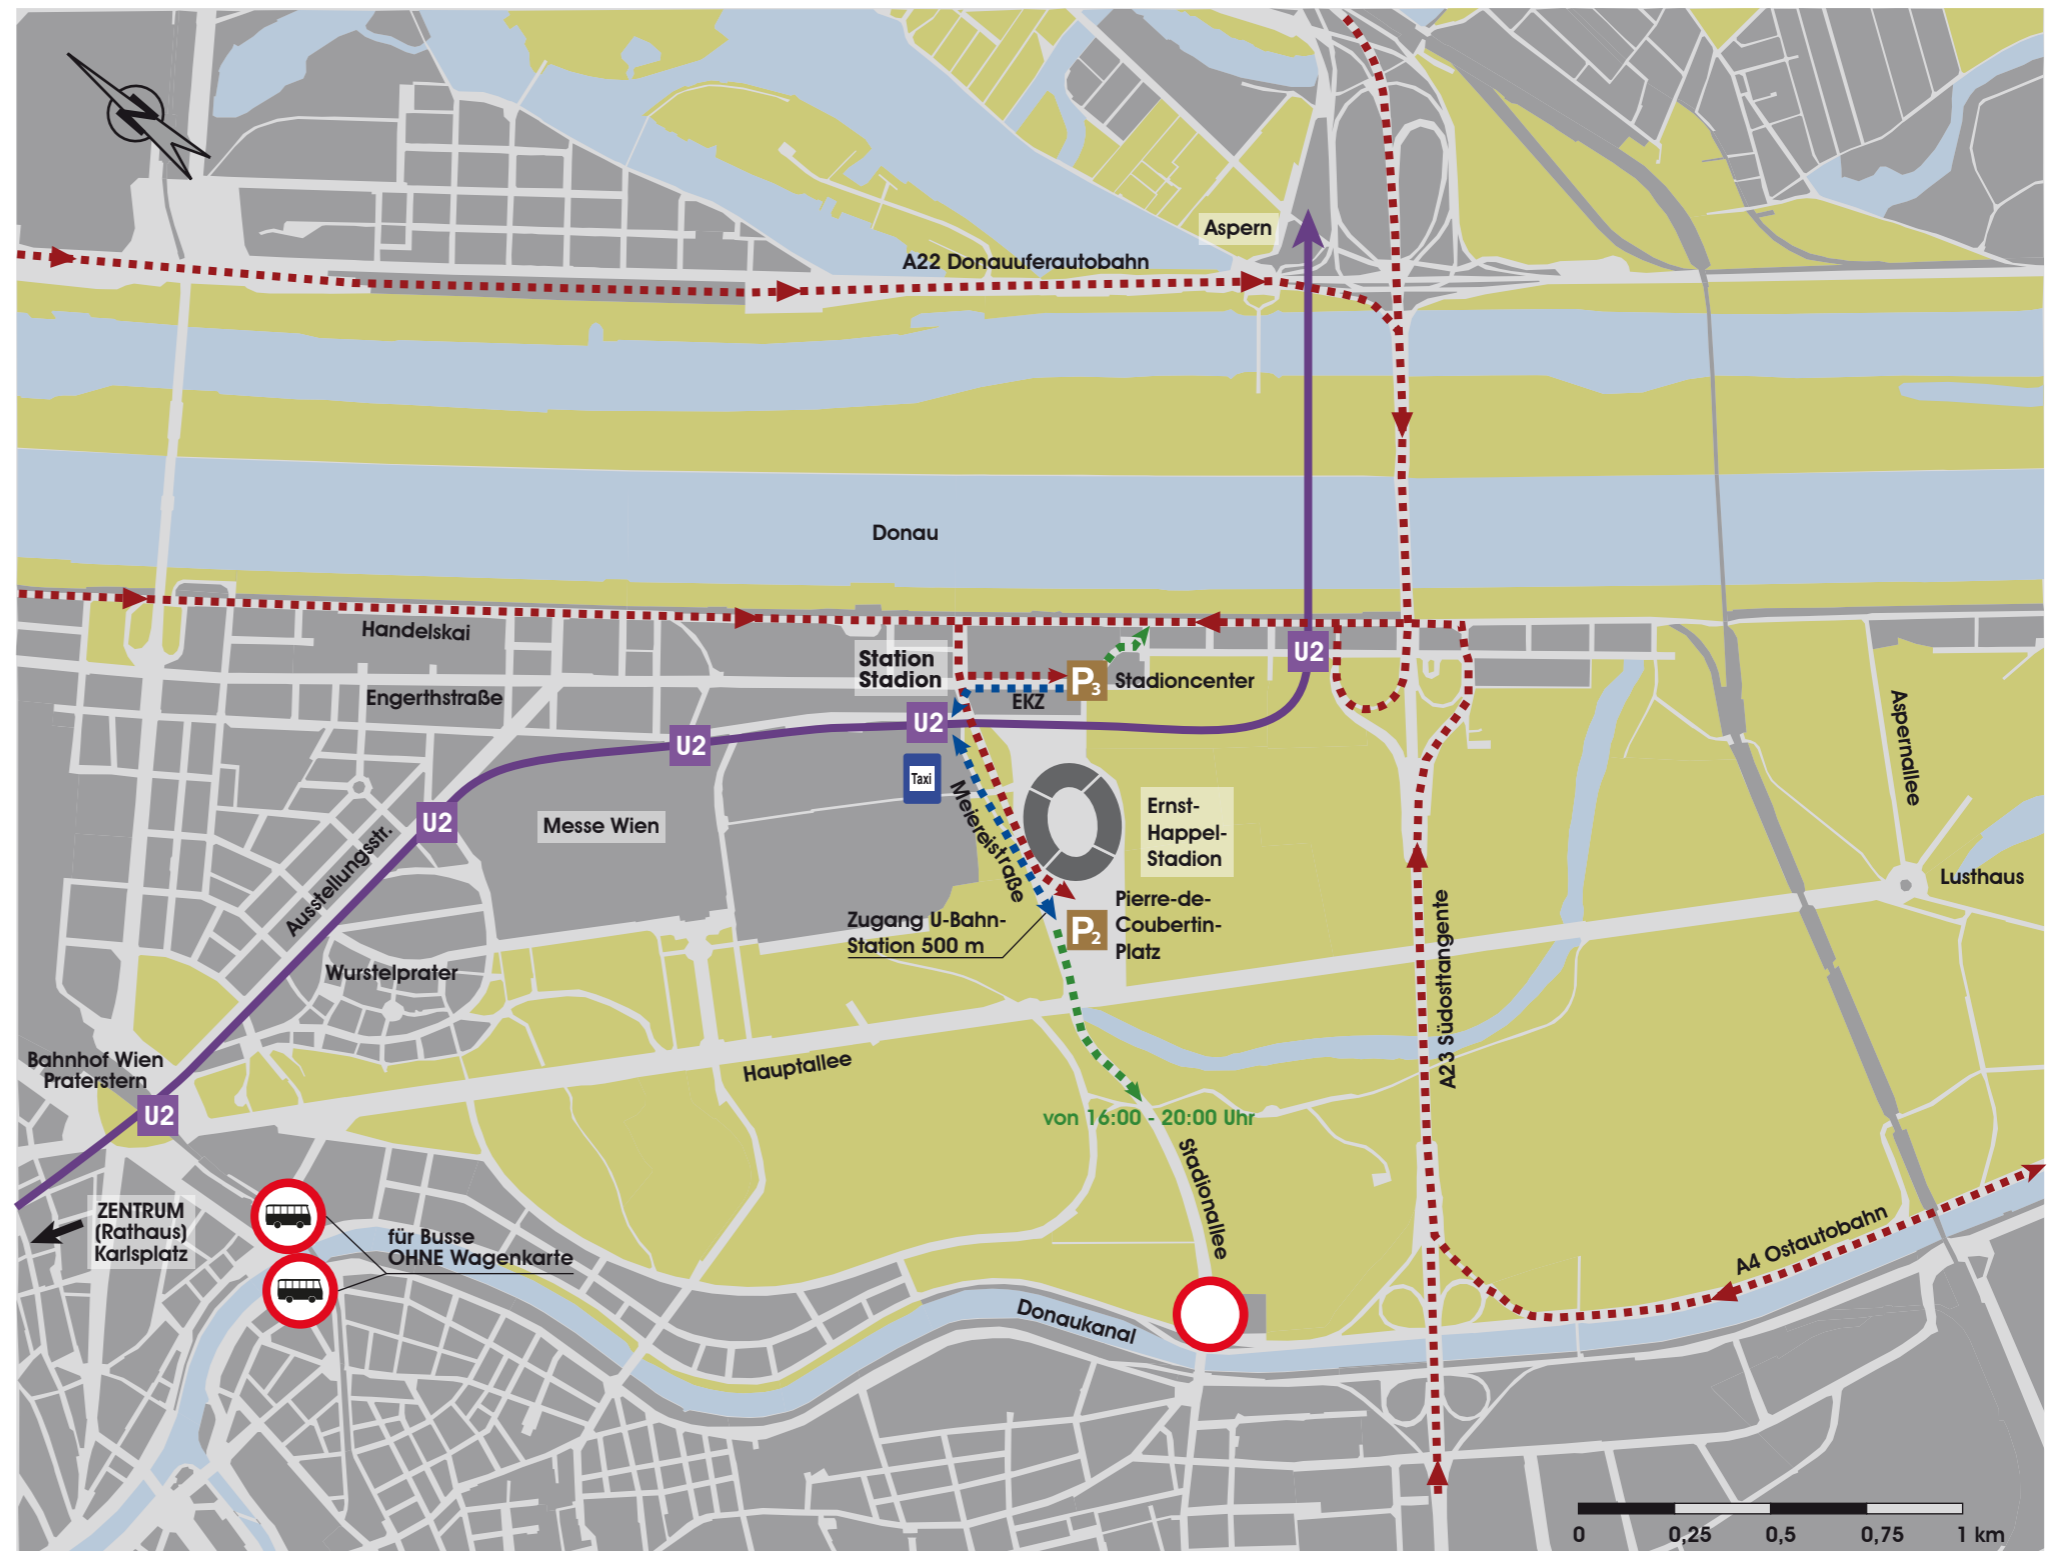 Aspern
A22 Donauuferautobahn
Donau
Handelskai
Station
Stadion
U2
P3
Stadioncenter
Engerthstraße
EKZ
U2
U2
Taxi
Aspernallee
Meiereistraße
Ernst-
Happel-
Stadion
U2
Messe Wien
Ausstellungsstr.
Lusthaus
Zugang U-Bahn-
Station 500 m
P2
Pierre-de-
Coubertin-
Platz
A23 Südosttangente
Wurstelprater
Bahnhof Wien
Praterstern
Hauptallee
U2
von 16:00 - 20:00 Uhr
Stadionallee
ZENTRUM
(Rathaus)
Karlsplatz
für Busse
OHNE Wagenkarte
A4 Ostautobahn
Donaukanal
0 0,25 0,5 0,75 1 km